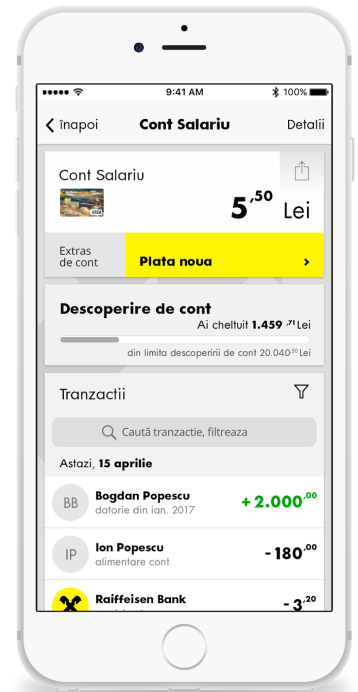 9:41 AM 100%
înapoi Cont Salariu Detalii
Cont Salariu
VISA
5,50 Lei
Extras
de cont
Plata noua
Descoperire de cont
Ai cheltuit 1.459,71 Lei
din limita descoperirii de cont 20.040,50 Lei
Tranzactii
Caută tranzactie, filtreaza
Astazi, 15 aprilie
BB Bogdan Popescu +2.000,00
datorie din ian. 2017
IP Ion Popescu -180,00
alimentare cont
Raiffeisen Bank -3,20